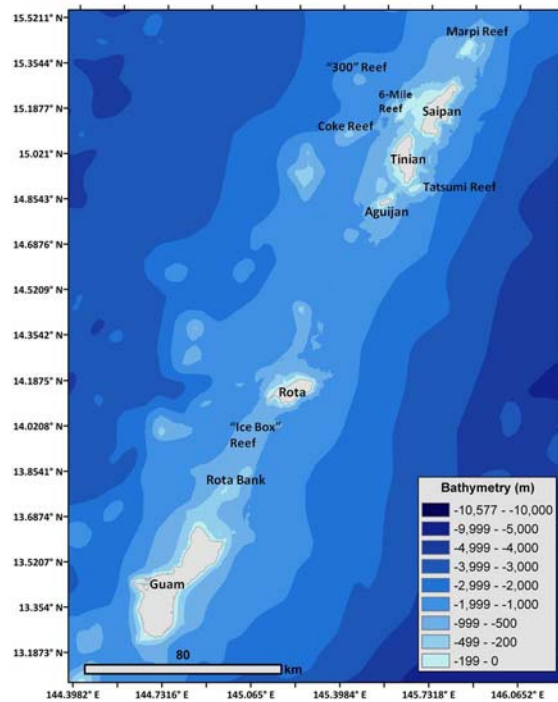 15.5211° N
15.3544° N
15.1877° N
15.021° N
14.8543° N
14.6876° N
14.5209° N
14.3542° N
14.1875° N
14.0208° N
13.8541° N
13.6874° N
13.5207° N
13.354° N
13.1873° N
Marpi Reef
"300" Reef
6-Mile
Reef
Saipan
Coke Reef
Tinian
Tatsumi Reef
Aguijan
Rota
"Ice Box"
Reef
Rota Bank
Guam
Bathymetry (m)
-10,577 - -10,000
-9,999 - -5,000
-4,999 - -4,000
-3,999 - -3,000
-2,999 - -2,000
-1,999 - -1,000
-999 - -500
-499 - -200
-199 - 0
80
km
144.3982° E
144.7316° E
145.065° E
145.3984° E
145.7318° E
146.0652° E